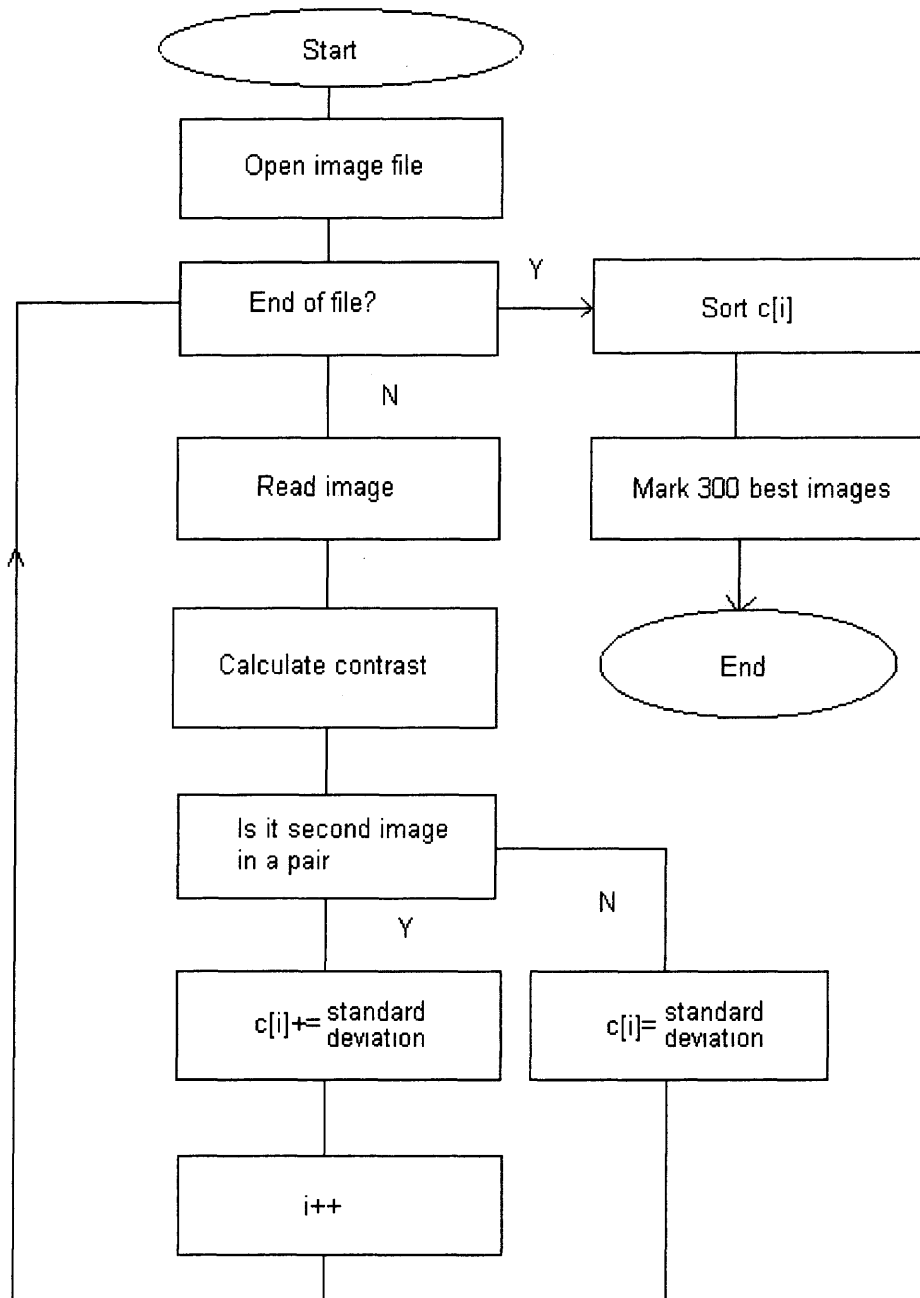 Start
Open image file
End of file?
Y
Sort c[i]
N
Read image
Mark 300 best images
Calculate contrast
End
Is it second image
in a pair
N
Y
c[i]+= standard
deviation
c[i]= standard
deviation
i++